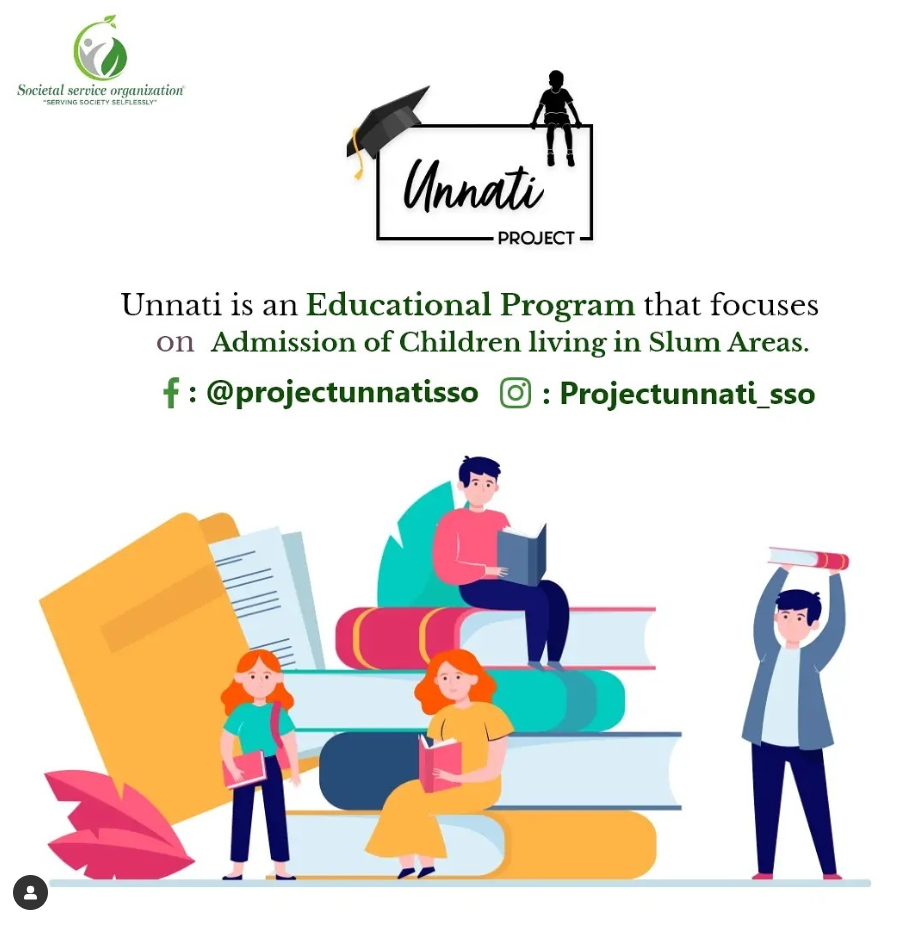 Societal service organization
"SERVING SOCIETY SELFLESSLY"
Unnati
PROJECT
Unnati is an Educational Program that focuses
on Admission of Children living in Slum Areas.
: @projectunnatisso : Projectunnati_sso